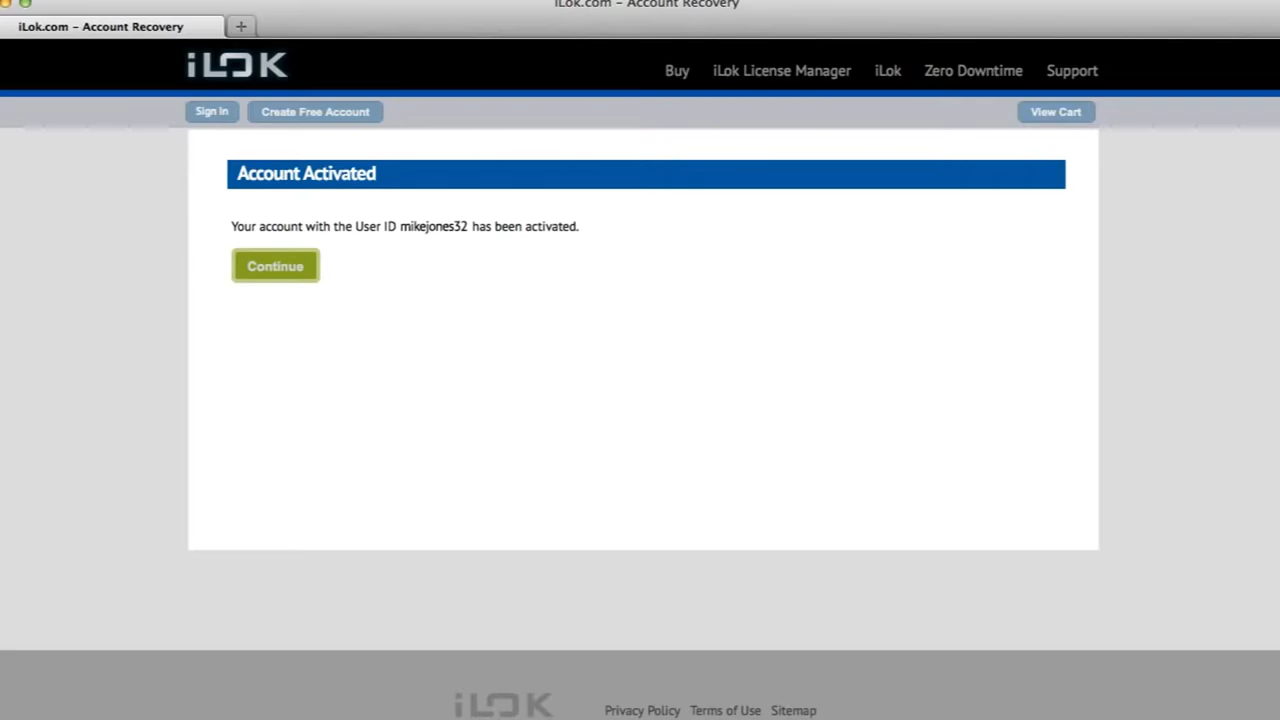 iLok.com – Account Recovery
iLok.com – Account Recovery
iLOK
Buy iLok License Manager iLok Zero Downtime Support
Sign In Create Free Account View Cart
Account Activated
Your account with the User ID mikejones32 has been activated.
Continue
iLOK Privacy Policy Terms of Use Sitemap